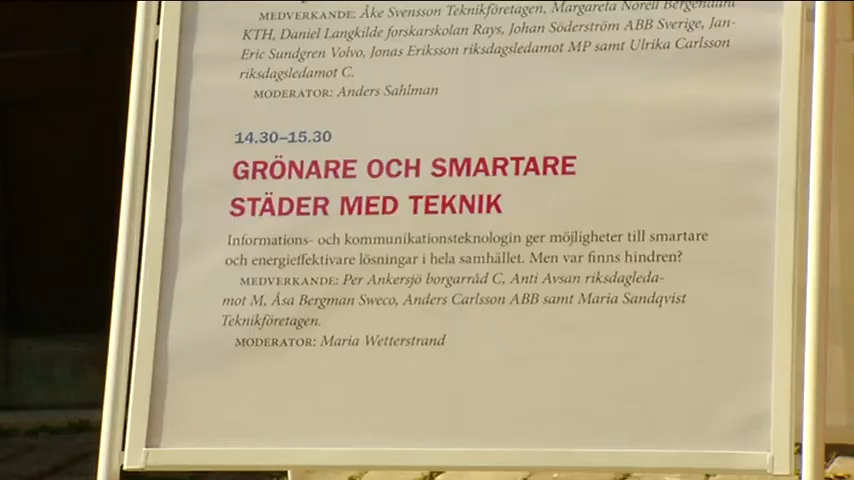 MEDVERKANDE: Åke Svensson Teknikföretagen, Margareta Norell Bergendahl
KTH, Daniel Langkilde forskarskolan Rays, Johan Söderström ABB Sverige, Jan-
Eric Sundgren Volvo, Jonas Eriksson riksdagsledamot MP samt Ulrika Carlsson
riksdagsledamot C.
MODERATOR: Anders Sahlman
14.30–15.30
GRÖNARE OCH SMARTARE
STÄDER MED TEKNIK
Informations- och kommunikationsteknologin ger möjligheter till smartare
och energieffektivare lösningar i hela samhället. Men var finns hindren?
MEDVERKANDE: Per Ankersjö borgarråd C, Anti Avsan riksdagleda-
mot M, Åsa Bergman Sweco, Anders Carlsson ABB samt Maria Sandqvist
Teknikföretagen.
MODERATOR: Maria Wetterstrand